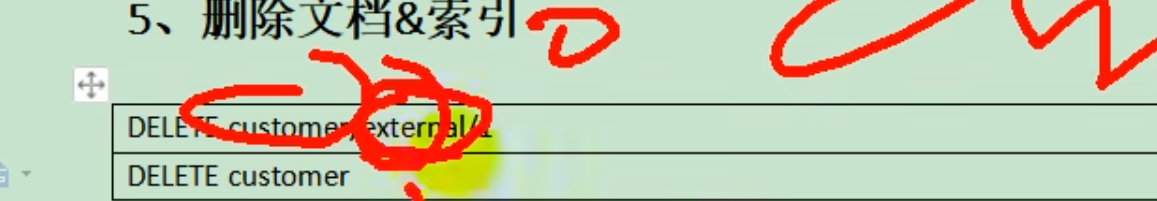 5、删除文档&索引
DELETE customer/external/1
DELETE customer